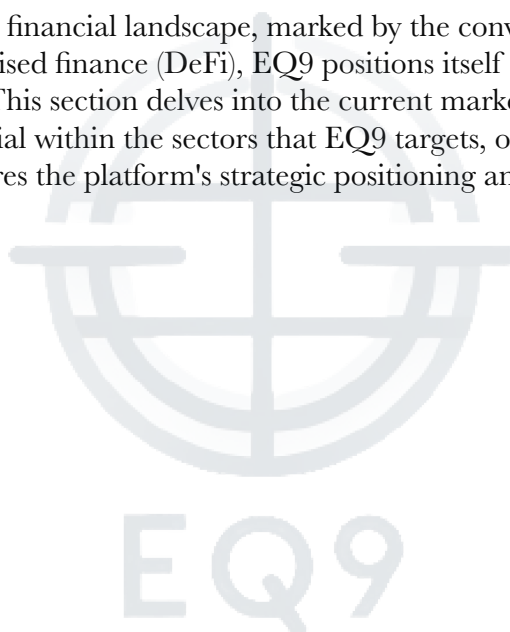 financial landscape, marked by the conv
ised finance (DeFi), EQ9 positions itself
This section delves into the current marke
ial within the sectors that EQ9 targets, o
res the platform's strategic positioning an
EQ9